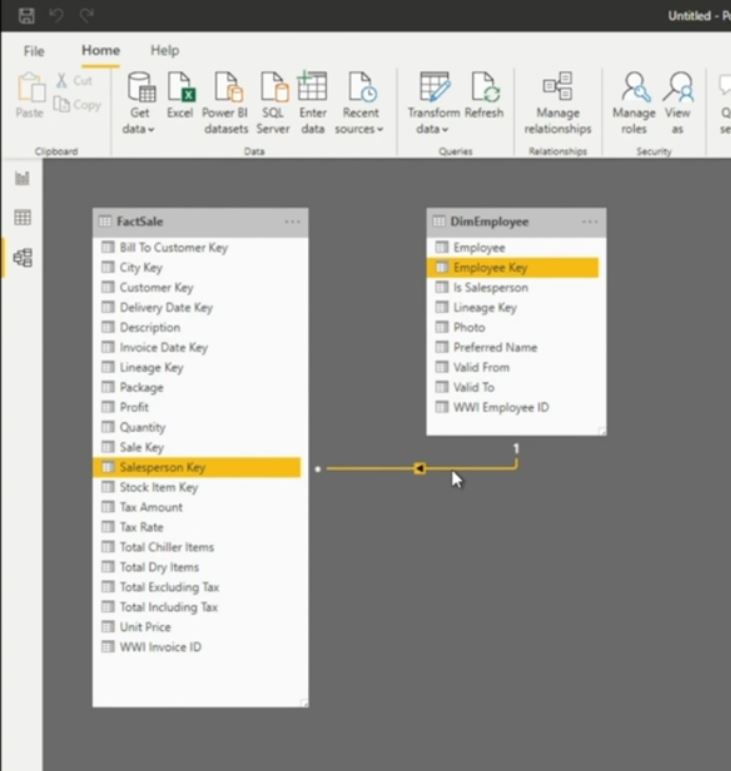 Untitled - P
File Home Help
Paste
Cut
Copy
Get data
Excel
Power BI datasets
SQL Server
Enter data
Recent sources
Transform data
Refresh
Manage relationships
Manage roles
View as
Clipboard
Data
Queries
Relationships
Security
FactSale
Bill To Customer Key
City Key
Customer Key
Delivery Date Key
Description
Invoice Date Key
Lineage Key
Package
Profit
Quantity
Sale Key
Salesperson Key
Stock Item Key
Tax Amount
Tax Rate
Total Chiller Items
Total Dry Items
Total Excluding Tax
Total Including Tax
Unit Price
WWI Invoice ID
DimEmployee
Employee
Employee Key
Is Salesperson
Lineage Key
Photo
Preferred Name
Valid From
Valid To
WWI Employee ID
1
*